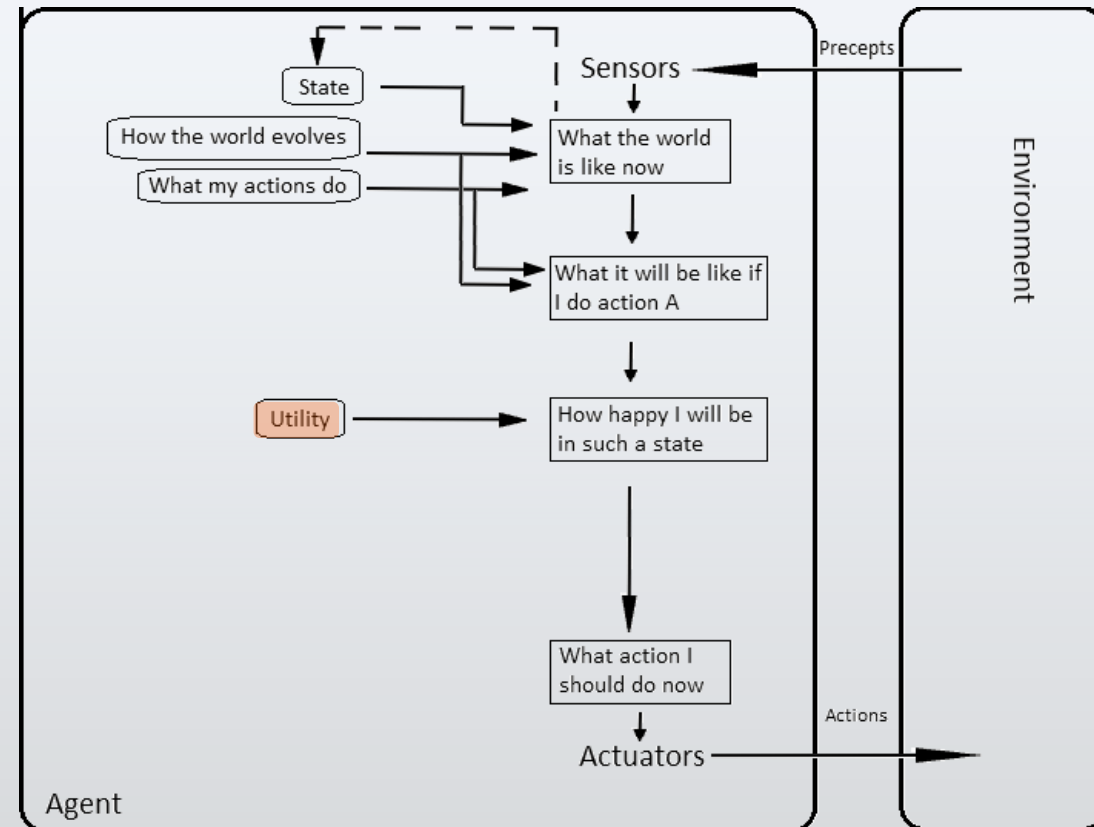 Precepts
Sensors
State
How the world evolves
What my actions do
What the world
is like now
Environment
What it will be like if
I do action A
Utility
How happy I will be
in such a state
What action I
should do now
Actions
Actuators
Agent